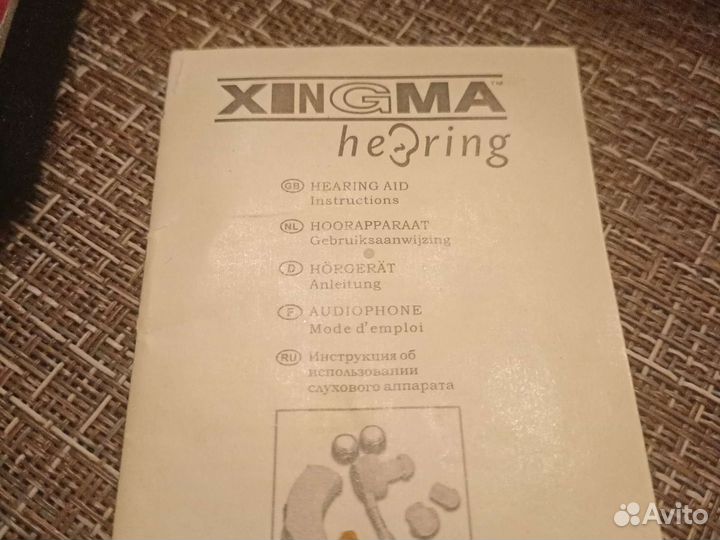 XINGMA™
hearing
GB HEARING AID
Instructions
NL HOORAPPARAAT
Gebruiksaanwijzing
D HÖRGERÄT
Anleitung
F AUDIOPHONE
Mode d'emploi
RU Инструкция об
использовании
слухового аппарата
Avito